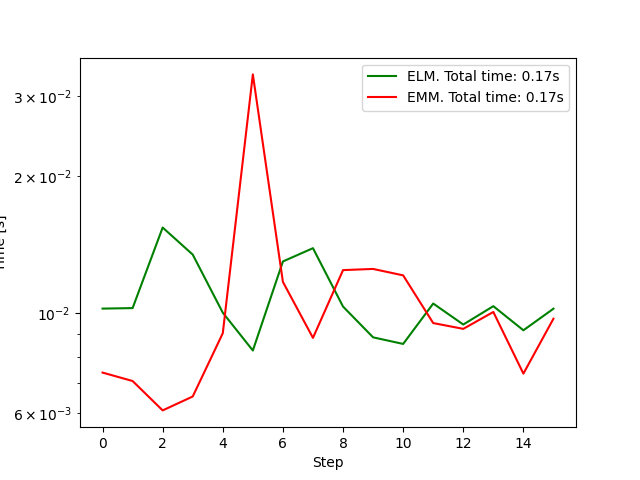 ELM. Total time: 0.17s
EMM. Total time: 0.17s
3 × 10⁻²
2 × 10⁻²
10⁻²
6 × 10⁻³
Time [s]
0 2 4 6 8 10 12 14
Step